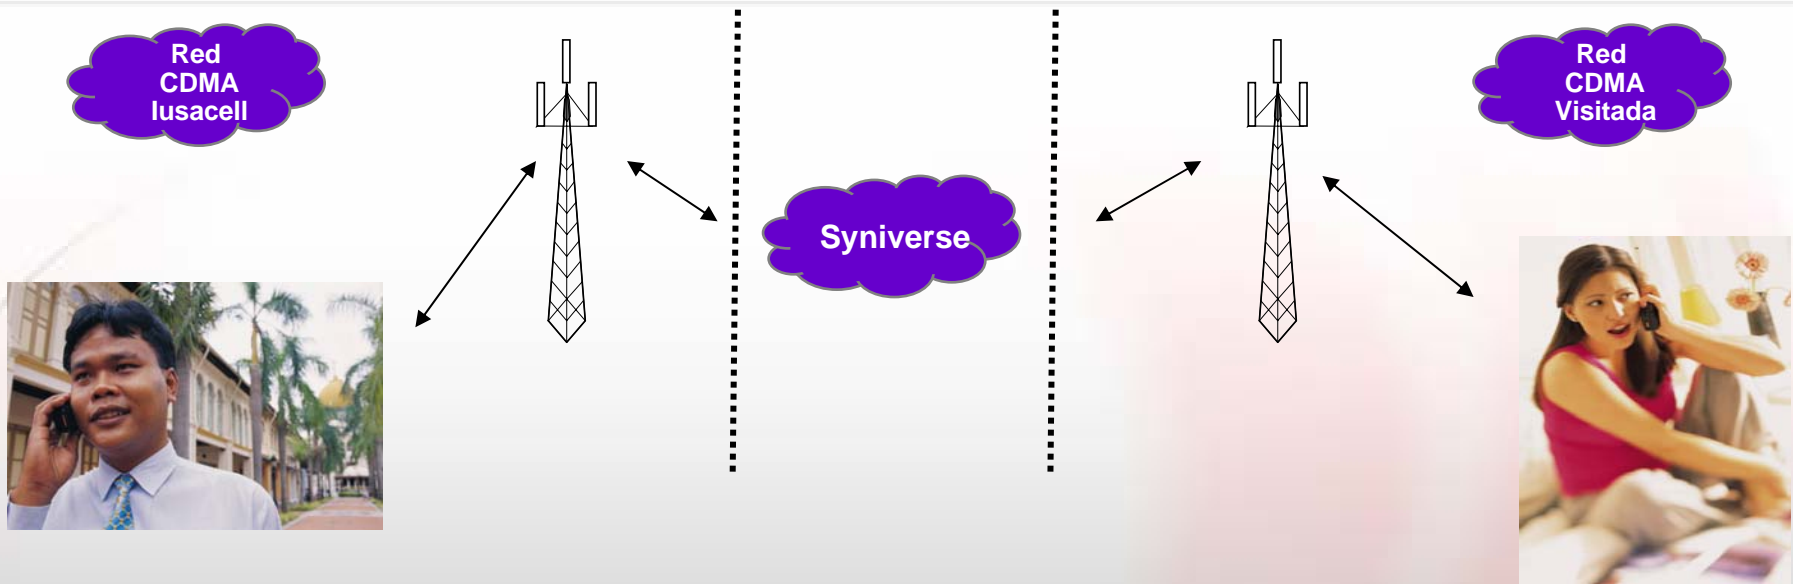 Red
CDMA
Iusacell
Syniverse
Red
CDMA
Visitada